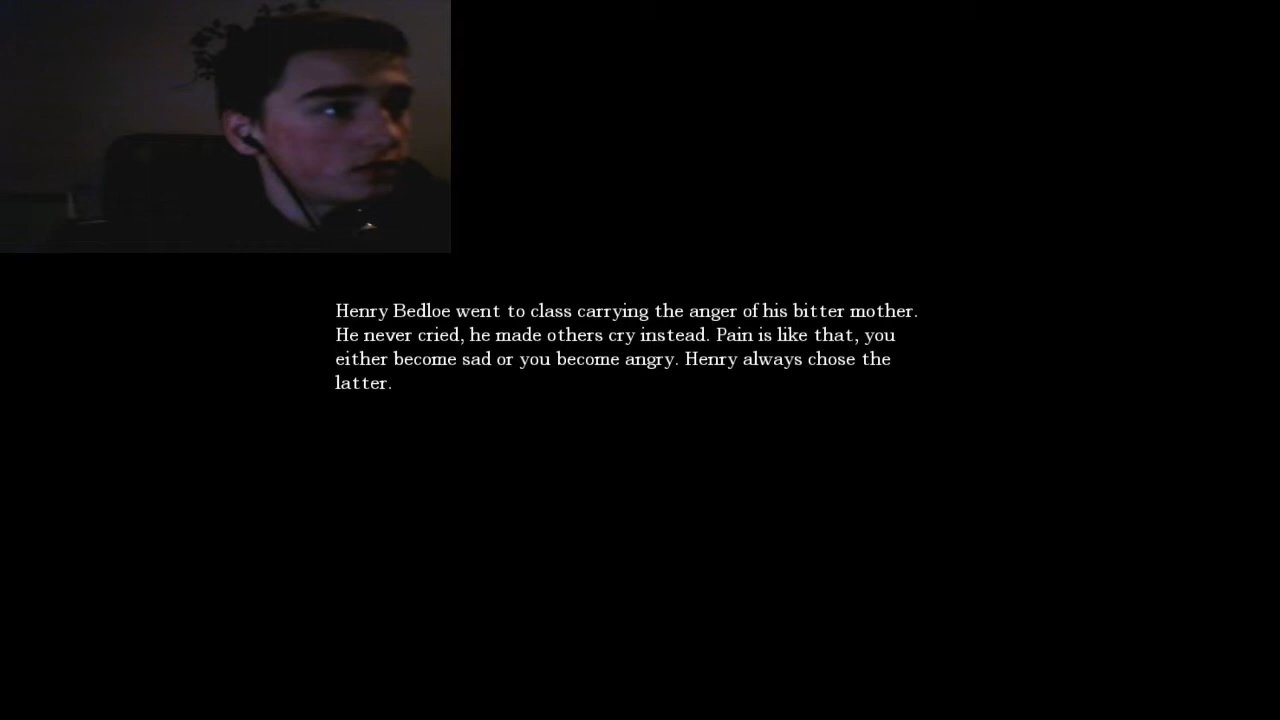 Henry Bedloe went to class carrying the anger of his bitter mother.
He never cried, he made others cry instead. Pain is like that, you
either become sad or you become angry. Henry always chose the
latter.